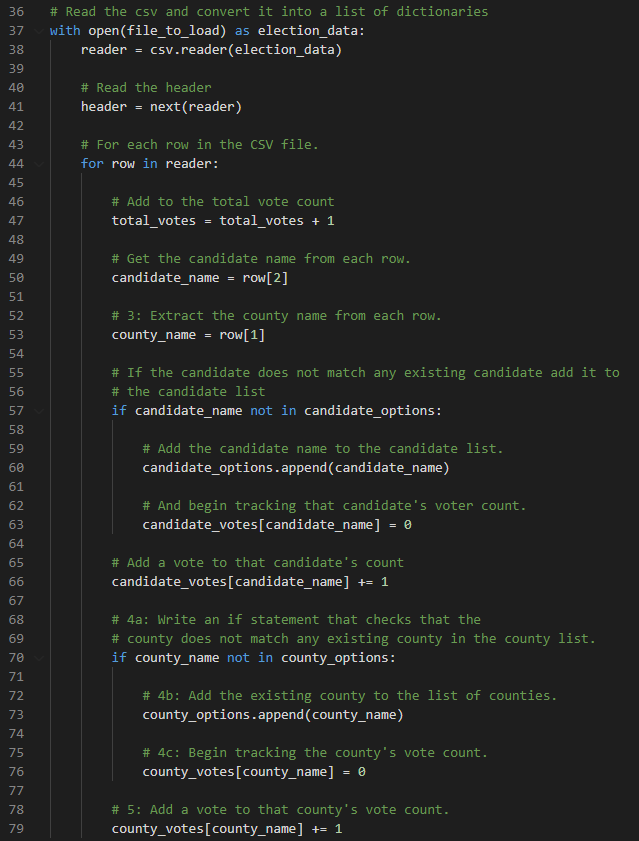 36 # Read the csv and convert it into a list of dictionaries
37 with open(file_to_load) as election_data:
38     reader = csv.reader(election_data)
39
40     # Read the header
41     header = next(reader)
42
43     # For each row in the CSV file.
44     for row in reader:
45
46         # Add to the total vote count
47         total_votes = total_votes + 1
48
49         # Get the candidate name from each row.
50         candidate_name = row[2]
51
52         # 3: Extract the county name from each row.
53         county_name = row[1]
54
55         # If the candidate does not match any existing candidate add it to
56         # the candidate list
57         if candidate_name not in candidate_options:
58
59             # Add the candidate name to the candidate list.
60             candidate_options.append(candidate_name)
61
62             # And begin tracking that candidate's voter count.
63             candidate_votes[candidate_name] = 0
64
65         # Add a vote to that candidate's count
66         candidate_votes[candidate_name] += 1
67
68         # 4a: Write an if statement that checks that the
69         # county does not match any existing county in the county list.
70         if county_name not in county_options:
71
72             # 4b: Add the existing county to the list of counties.
73             county_options.append(county_name)
74
75             # 4c: Begin tracking the county's vote count.
76             county_votes[county_name] = 0
77
78         # 5: Add a vote to that county's vote count.
79         county_votes[county_name] += 1